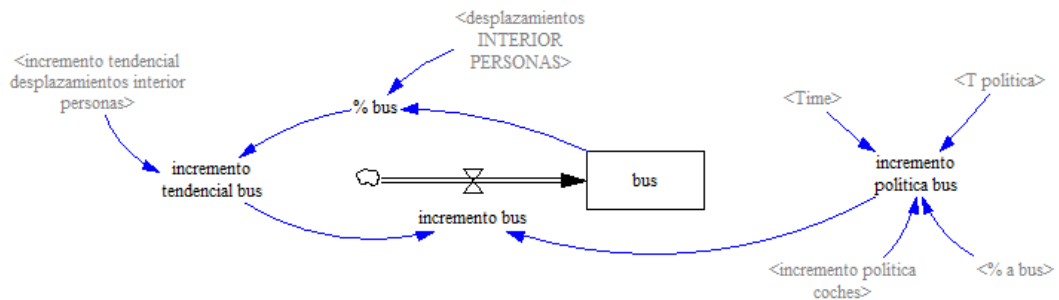 <desplazamientos
INTERIOR
PERSONAS>
<incremento tendencial
desplazamientos interior
personas>
% bus
<Time>
<T politica>
incremento
tendencial bus
bus
incremento
politica bus
incremento bus
<incremento politica
coches>
<% a bus>